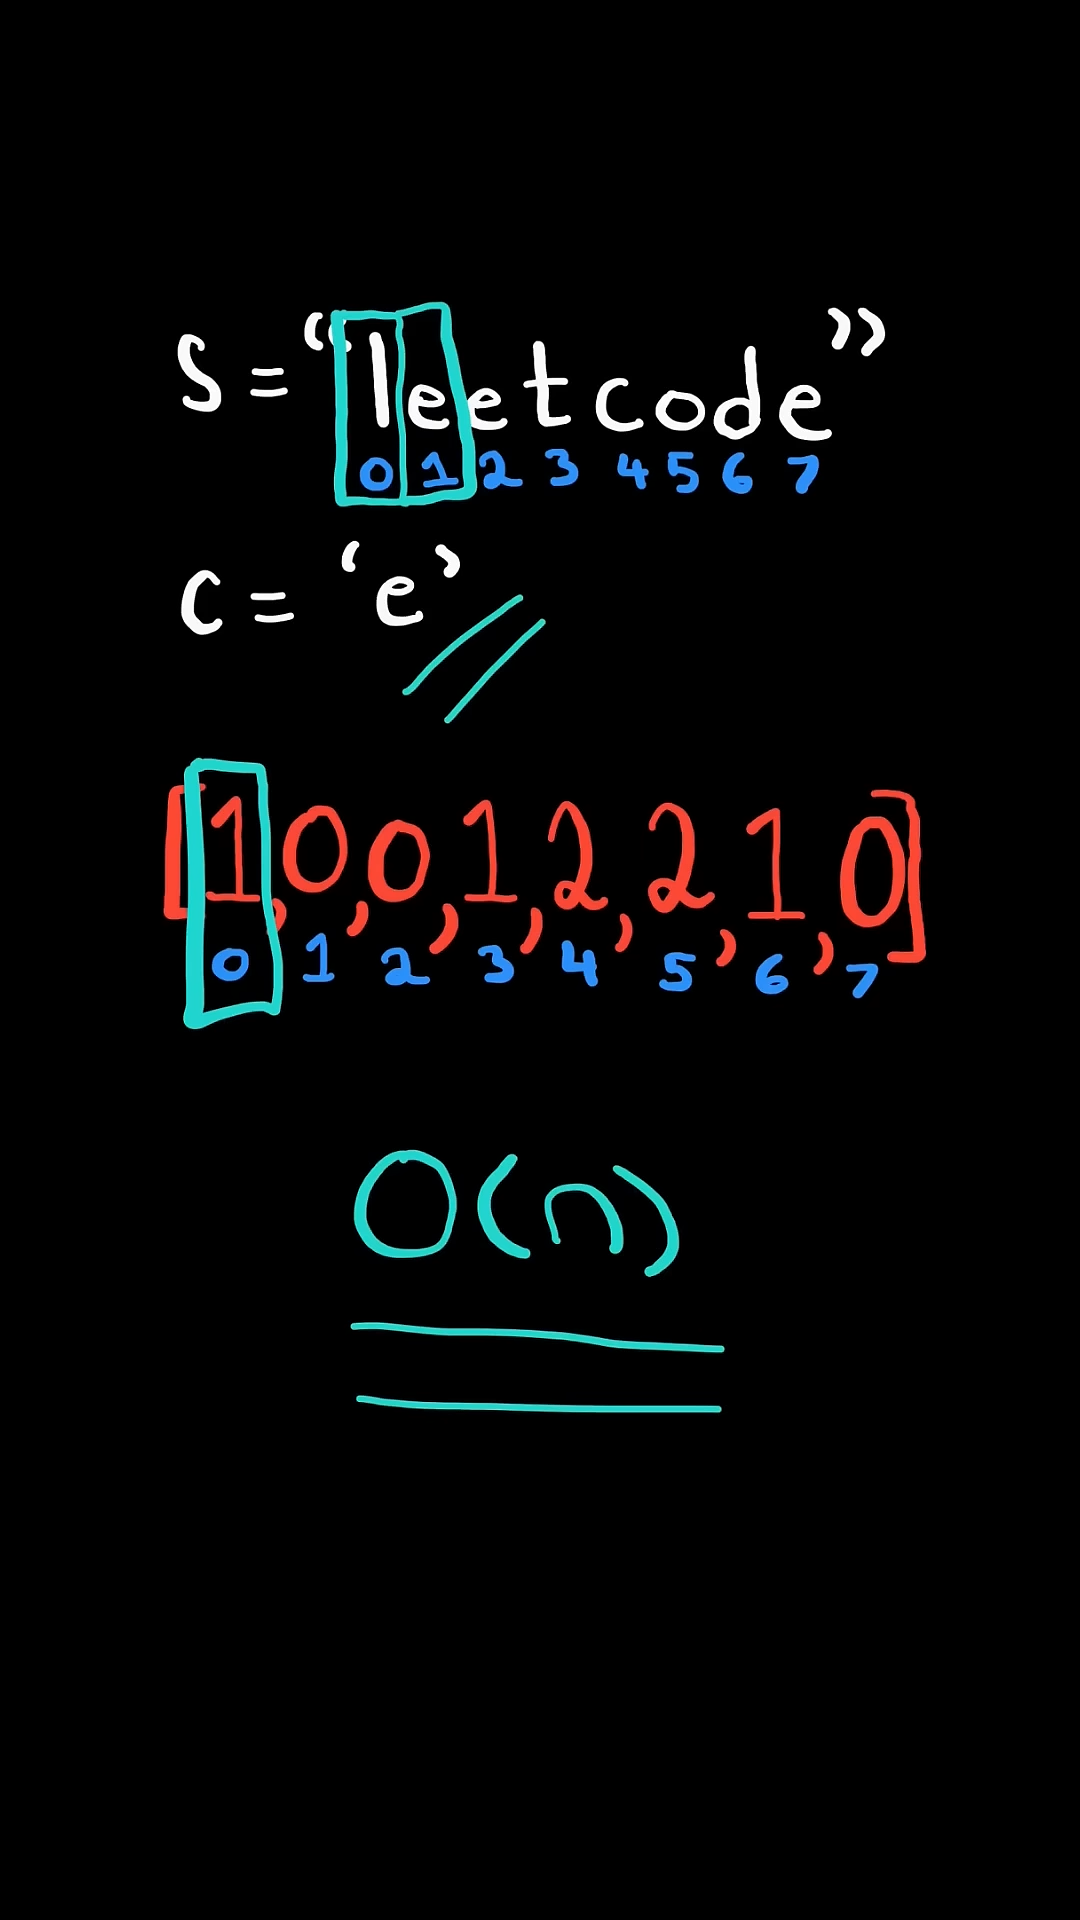 S = "leetcode"
0 1 2 3 4 5 6 7
C = 'e'
[1, 0, 0, 1, 2, 2, 1, 0]
0 1 2 3 4 5 6 7
O(n)